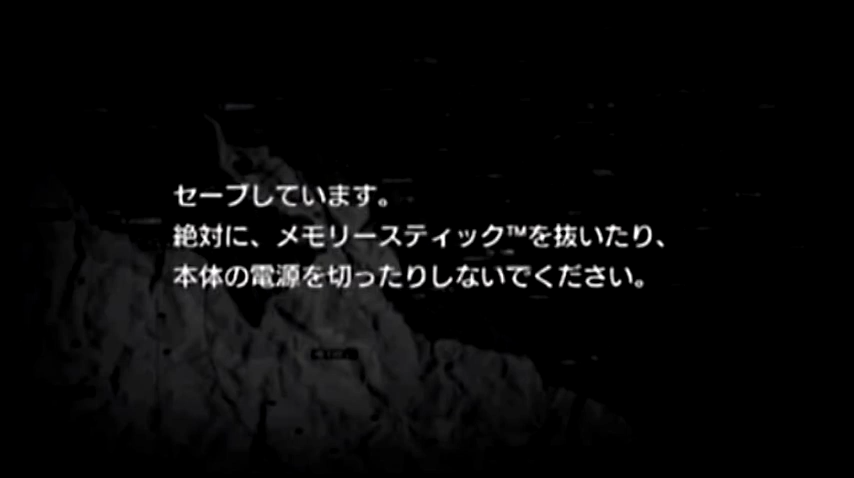 セーブしています。
絶対に、メモリースティック™を抜いたり、
本体の電源を切ったりしないでください。